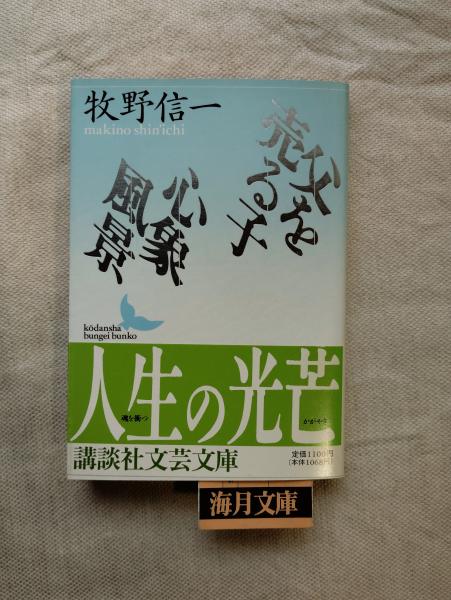 牧野信一
makino shin'ichi
父を
売る子
心象
風景
kōdansha
bungei bunko
人生の光芒
魂を衝つ
かがやき
講談社文芸文庫
定価1100円
(本体1068円)
海月文庫